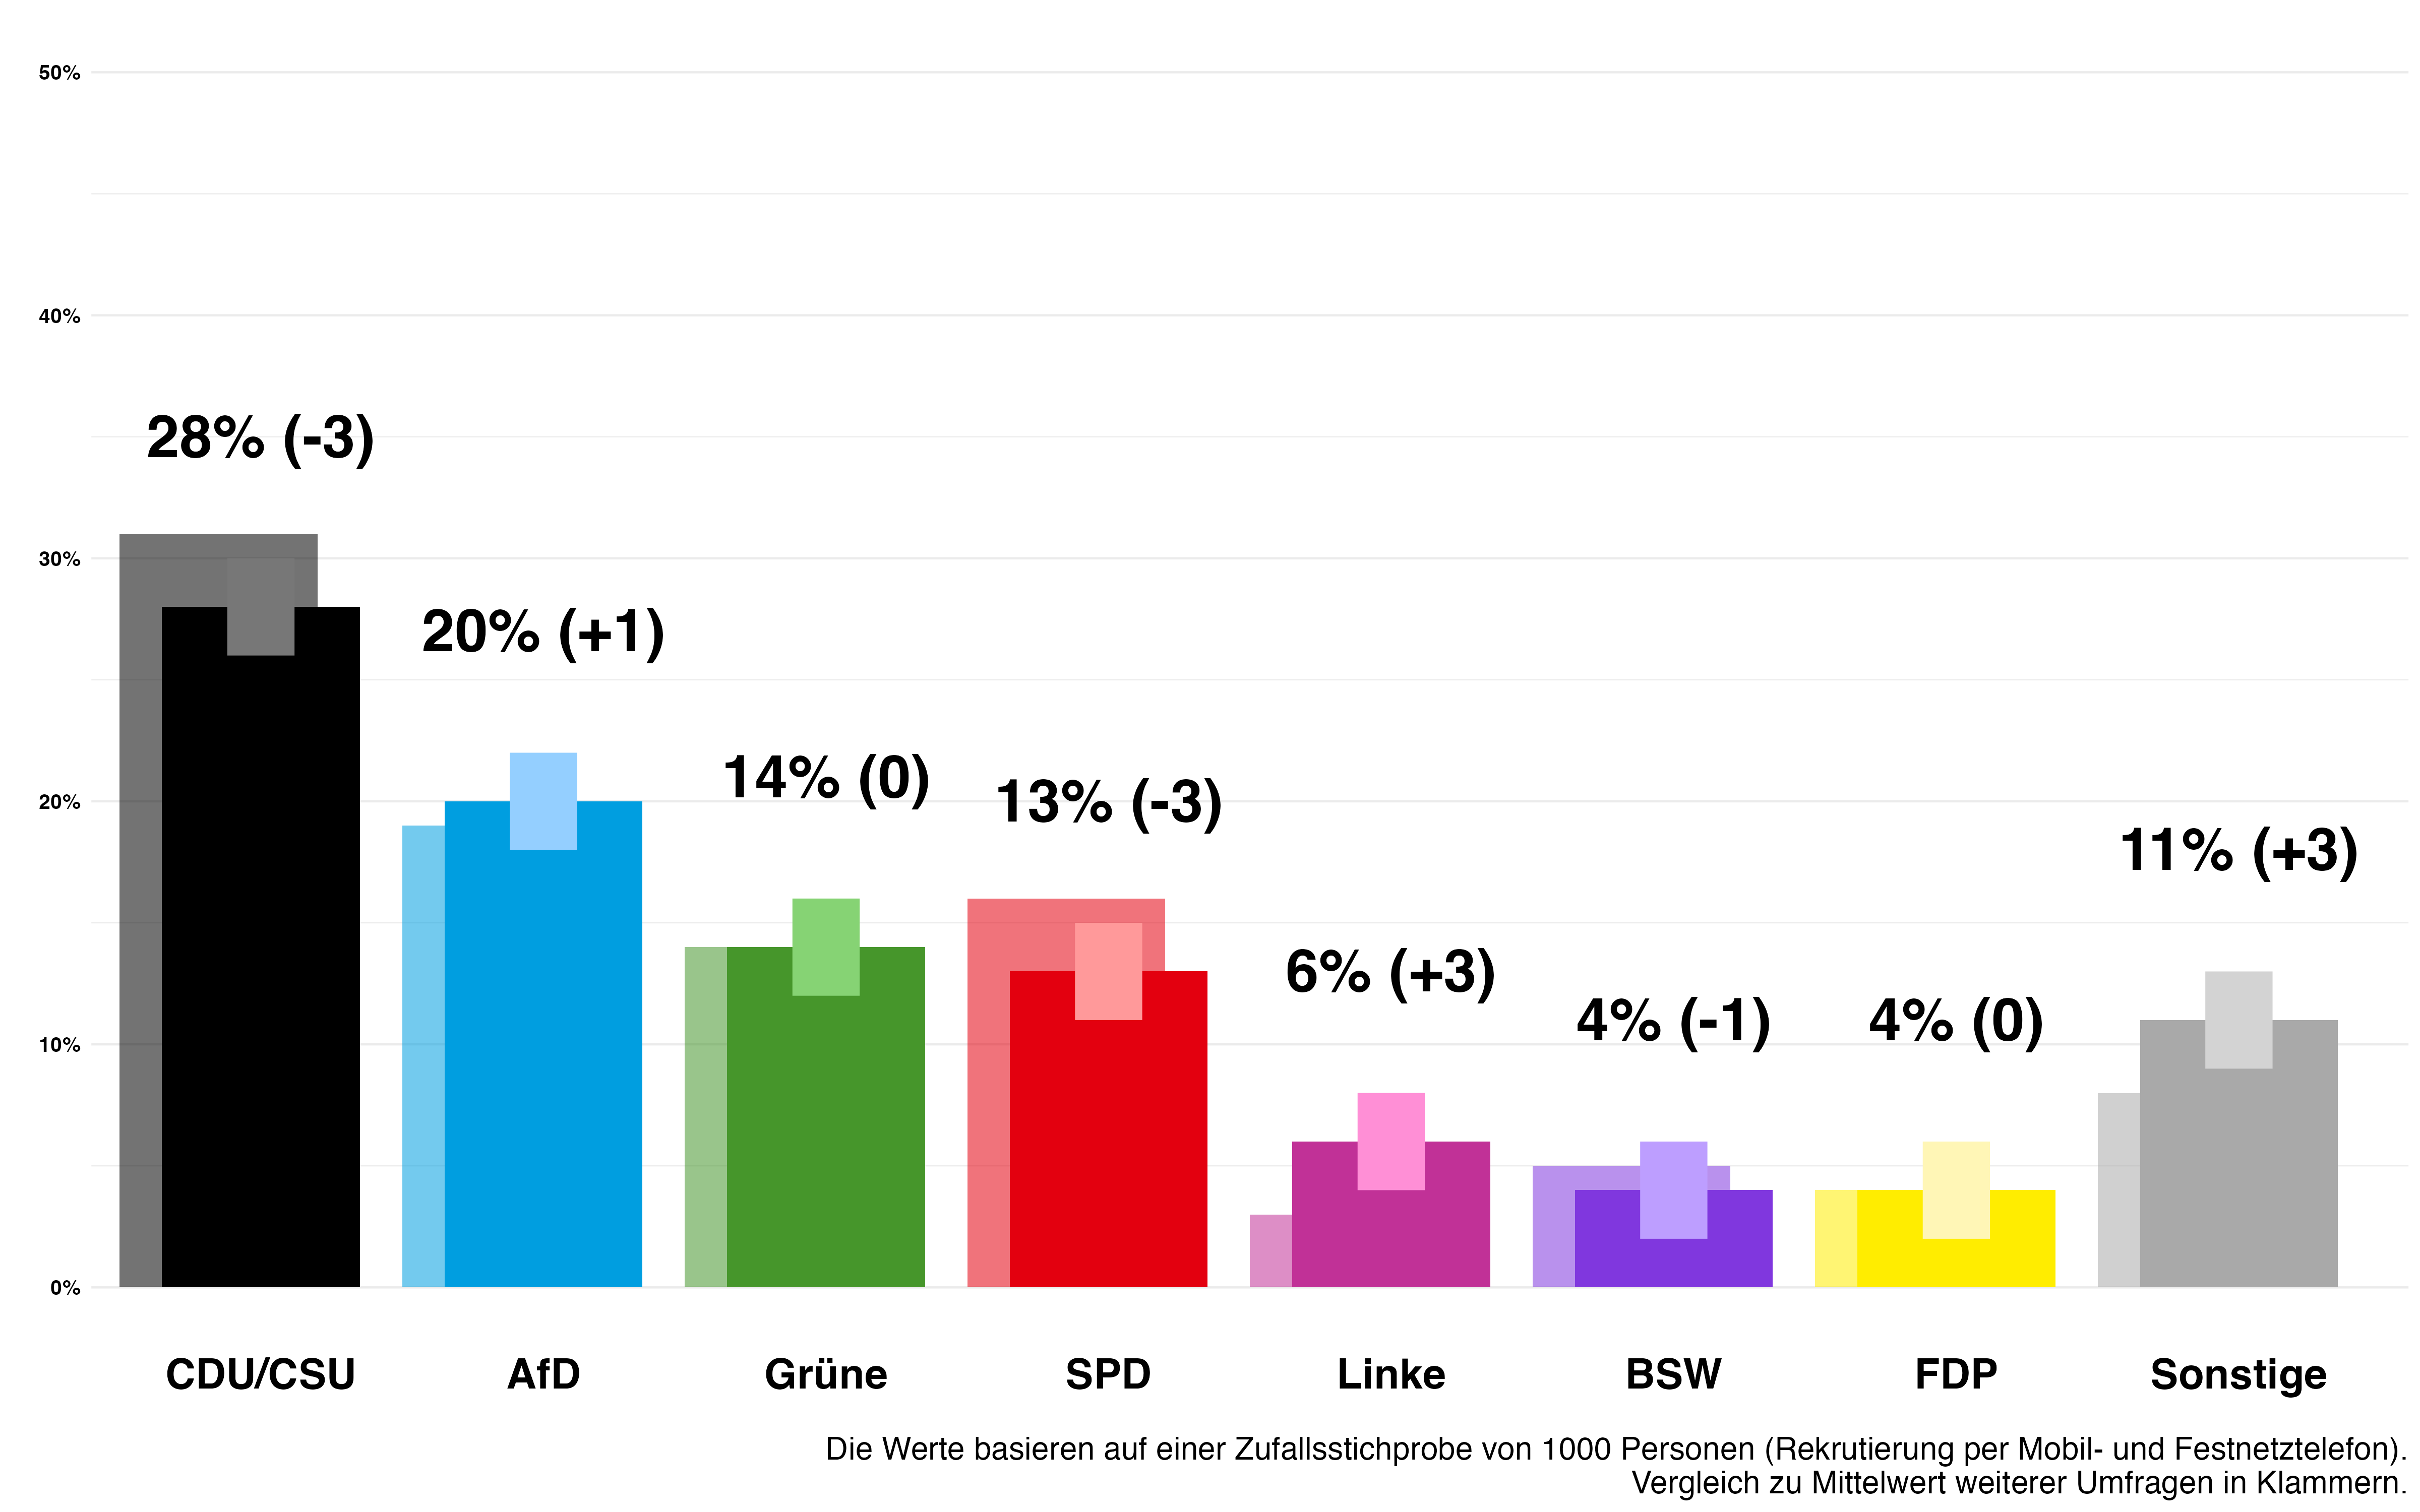 50%
40%
30%
20%
10%
0%
28% (-3)
20% (+1)
14% (0)
13% (-3)
6% (+3)
4% (-1)
4% (0)
11% (+3)
CDU/CSU
AfD
Grüne
SPD
Linke
BSW
FDP
Sonstige
Die Werte basieren auf einer Zufallsstichprobe von 1000 Personen (Rekrutierung per Mobil- und Festnetztelefon).
Vergleich zu Mittelwert weiterer Umfragen in Klammern.